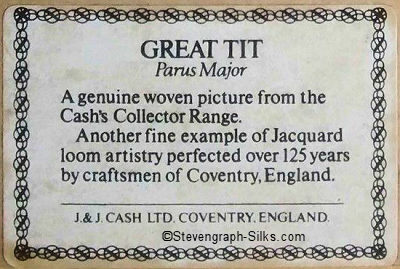 GREAT TIT
Parus Major
A genuine woven picture from the
Cash's Collector Range.
Another fine example of Jacquard
loom artistry perfected over 125 years
by craftsmen of Coventry, England.
J.& J. CASH LTD. COVENTRY. ENGLAND.
©Stevengraph-Silks.com